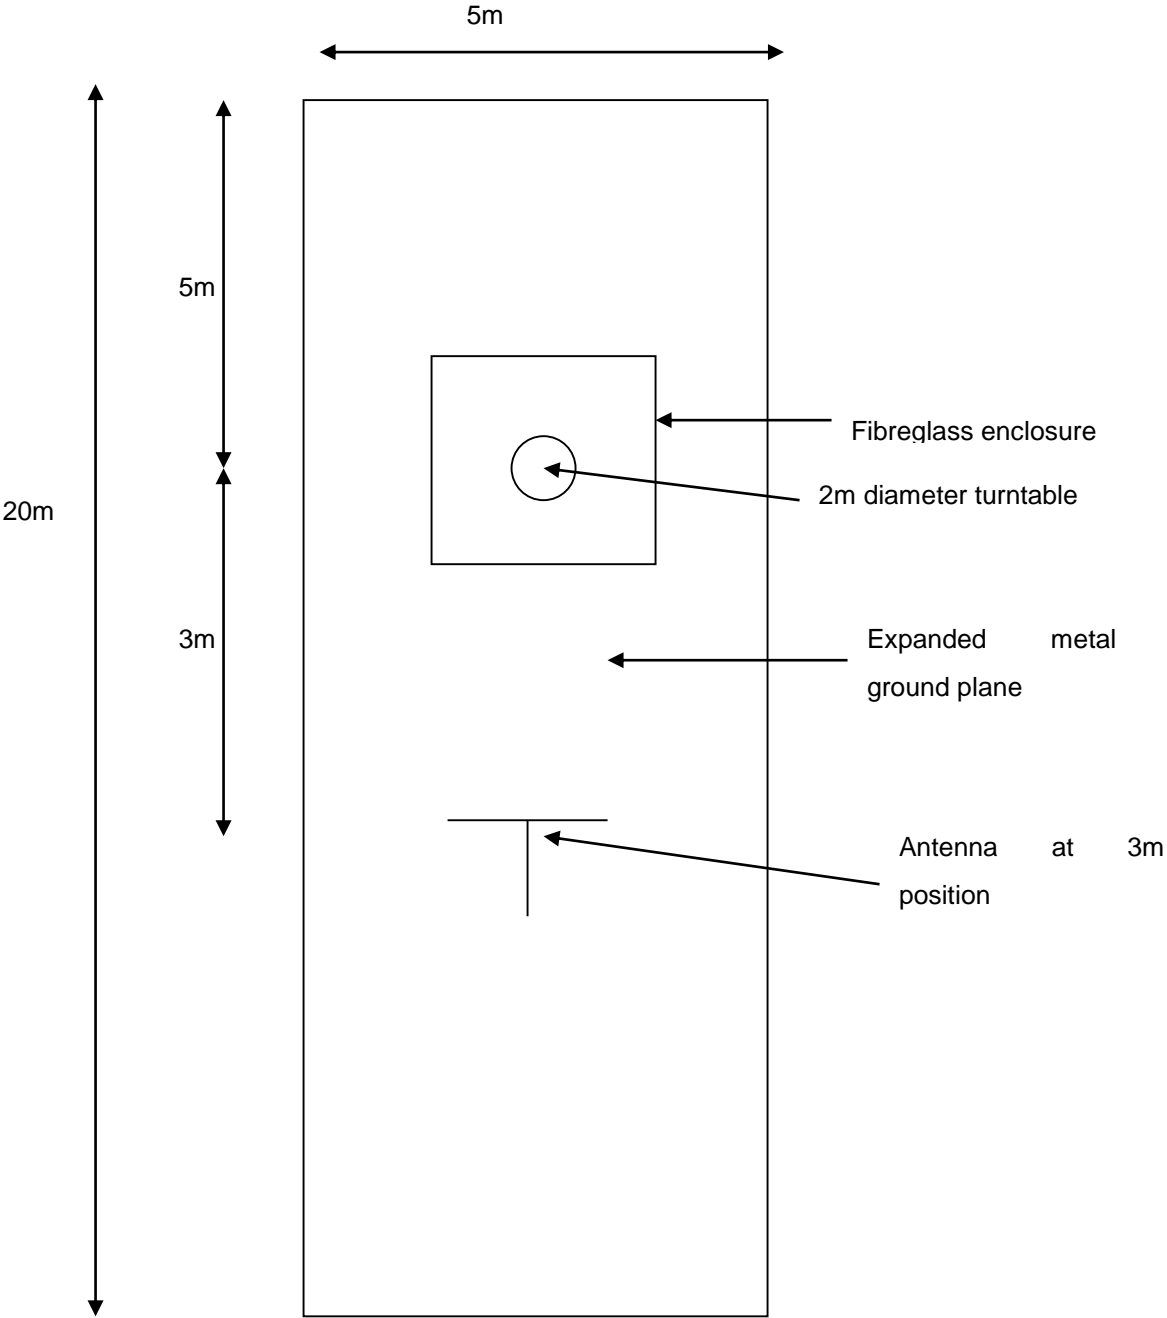 5m
5m
Fibreglass enclosure
2m diameter turntable
20m
3m
Expanded metal
ground plane
Antenna at 3m
position